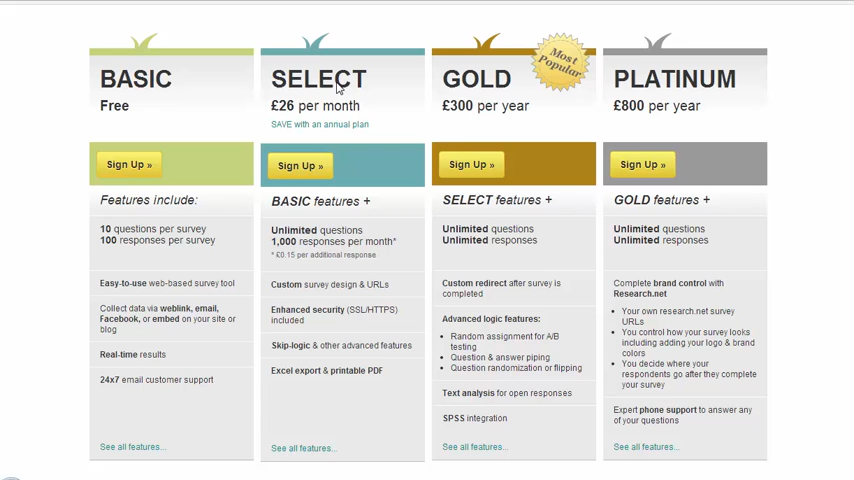 BASIC
Free
Sign Up »
Features include:
10 questions per survey
100 responses per survey
Easy-to-use web-based survey tool
Collect data via weblink, email,
Facebook, or embed on your site or
blog
Real-time results
24x7 email customer support
See all features...
SELECT
£26 per month
SAVE with an annual plan
Sign Up »
BASIC features +
Unlimited questions
1,000 responses per month*
* £0.15 per additional response
Custom survey design & URLs
Enhanced security (SSL/HTTPS)
included
Skip-logic & other advanced features
Excel export & printable PDF
See all features...
GOLD
Most
Popular
£300 per year
Sign Up »
SELECT features +
Unlimited questions
Unlimited responses
Custom redirect after survey is
completed
Advanced logic features:
• Random assignment for A/B
testing
• Question & answer piping
• Question randomization or flipping
Text analysis for open responses
SPSS integration
See all features...
PLATINUM
£800 per year
Sign Up »
GOLD features +
Unlimited questions
Unlimited responses
Complete brand control with
Research.net
• Your own research.net survey
URLs
• You control how your survey looks
including adding your logo & brand
colors
• You decide where your
respondents go after they complete
your survey
Expert phone support to answer any
of your questions
See all features...